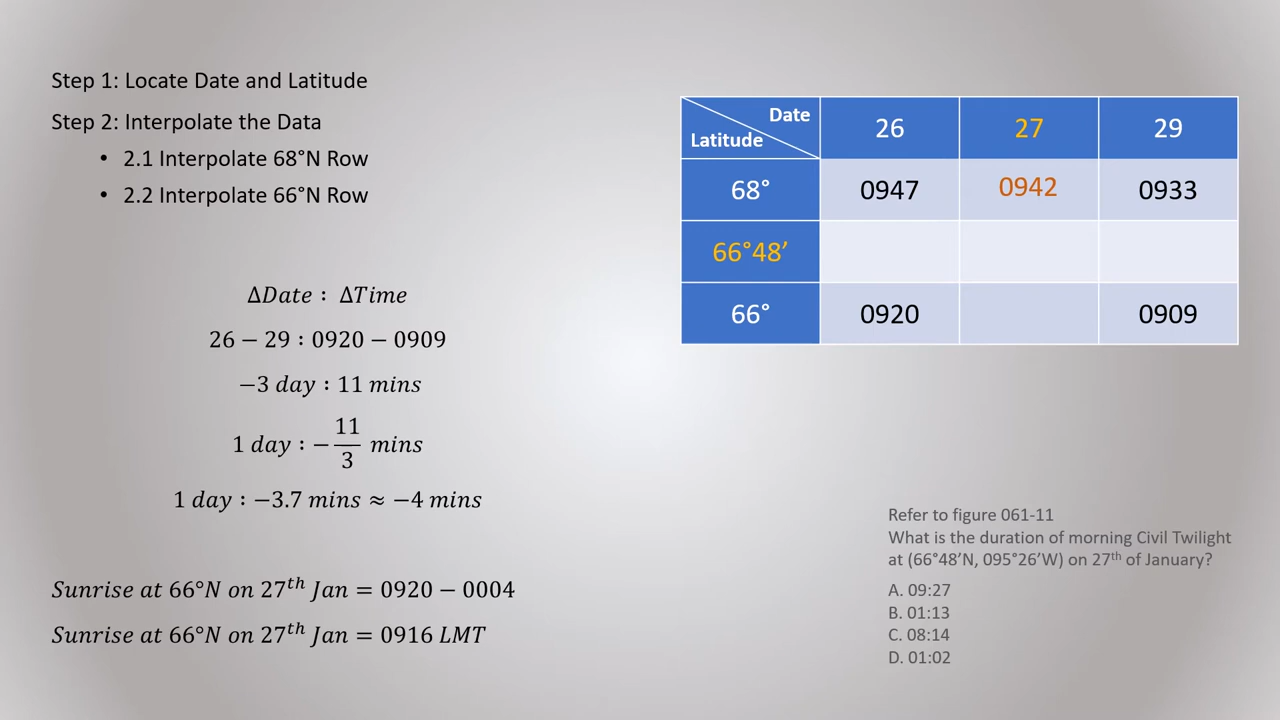 Step 1: Locate Date and Latitude
Step 2: Interpolate the Data
• 2.1 Interpolate 68°N Row
• 2.2 Interpolate 66°N Row
ΔDate : ΔTime
26 − 29 : 0920 − 0909
−3 day : 11 mins
1 day : −11/3 mins
1 day : −3.7 mins ≈ −4 mins
Sunrise at 66°N on 27th Jan = 0920 − 0004
Sunrise at 66°N on 27th Jan = 0916 LMT
Date
Latitude
26 27 29
68° 0947 0942 0933
66°48’
66° 0920 0909
Refer to figure 061-11
What is the duration of morning Civil Twilight
at (66°48’N, 095°26’W) on 27th of January?
A. 09:27
B. 01:13
C. 08:14
D. 01:02